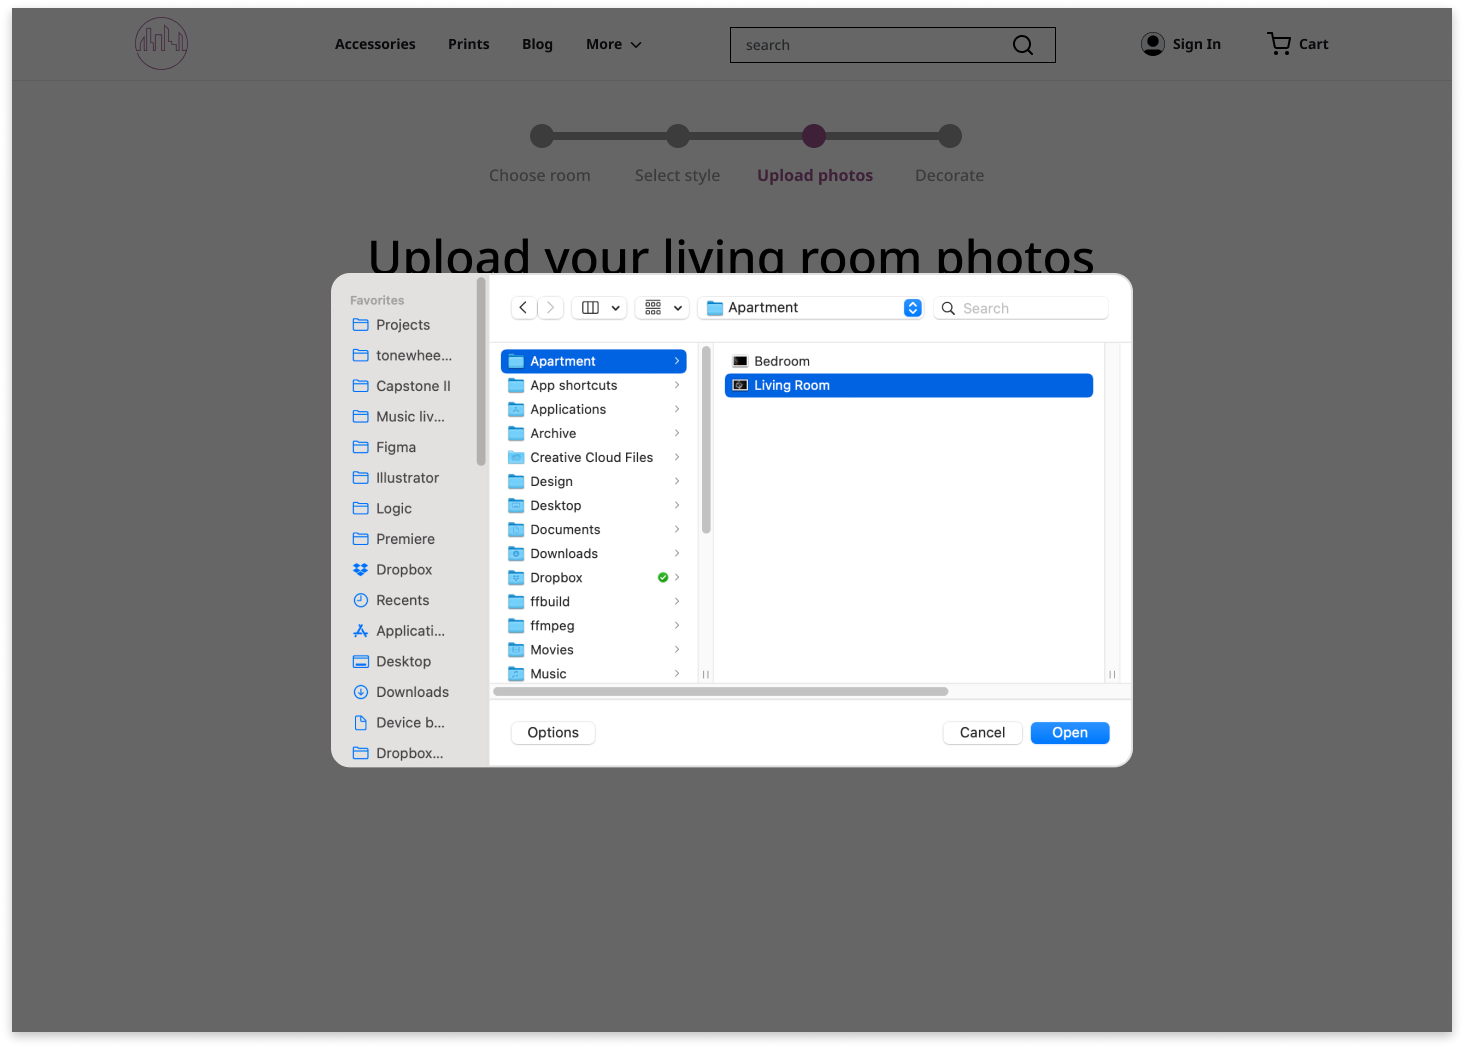 Accessories Prints Blog More search Sign In Cart
Choose room Select style Upload photos Decorate
Upload your living room photos
Favorites
Projects
tonewhee...
Capstone II
Music liv...
Figma
Illustrator
Logic
Premiere
Dropbox
Recents
Applicati...
Desktop
Downloads
Device b...
Dropbox...
Apartment Search
Apartment
App shortcuts
Applications
Archive
Creative Cloud Files
Design
Desktop
Documents
Downloads
Dropbox
ffbuild
ffmpeg
Movies
Music
Bedroom
Living Room
Options Cancel Open